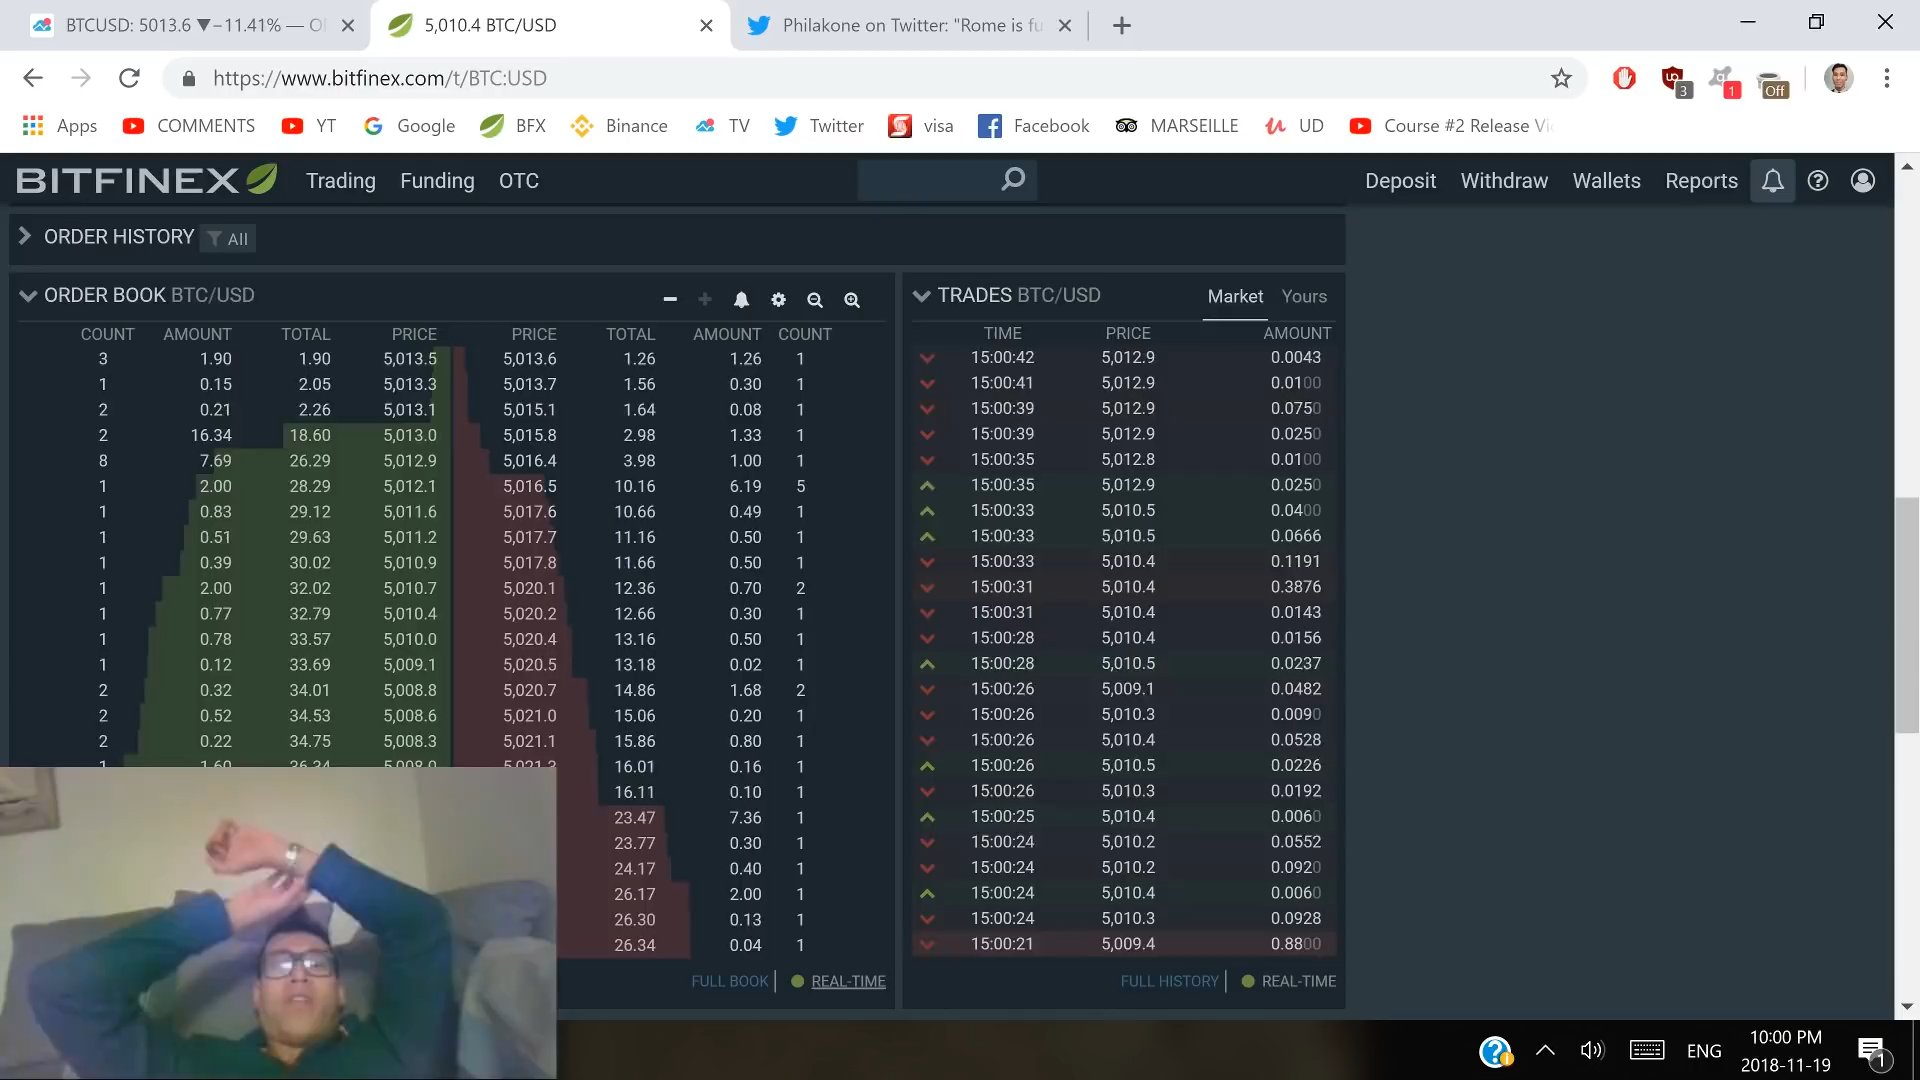 BTCUSD: 5013.6 ▼−11.41% —
5,010.4 BTC/USD
Philakone on Twitter: "Rome is fu
https://www.bitfinex.com/t/BTC:USD
3
1
Off
Apps
COMMENTS
YT
Google
BFX
Binance
TV
Twitter
visa
Facebook
MARSEILLE
UD
Course #2 Release Vi
BITFINEX
Trading
Funding
OTC
Deposit
Withdraw
Wallets
Reports
ORDER HISTORY All
ORDER BOOK BTC/USD
COUNT AMOUNT TOTAL PRICE PRICE TOTAL AMOUNT COUNT
3 1.90 1.90 5,013.5 5,013.6 1.26 1.26 1
1 0.15 2.05 5,013.3 5,013.7 1.56 0.30 1
2 0.21 2.26 5,013.1 5,015.1 1.64 0.08 1
2 16.34 18.60 5,013.0 5,015.8 2.98 1.33 1
8 7.69 26.29 5,012.9 5,016.4 3.98 1.00 1
1 2.00 28.29 5,012.1 5,016.5 10.16 6.19 5
1 0.83 29.12 5,011.6 5,017.6 10.66 0.49 1
1 0.51 29.63 5,011.2 5,017.7 11.16 0.50 1
1 0.39 30.02 5,010.9 5,017.8 11.66 0.50 1
1 2.00 32.02 5,010.7 5,020.1 12.36 0.70 2
1 0.77 32.79 5,010.4 5,020.2 12.66 0.30 1
1 0.78 33.57 5,010.0 5,020.4 13.16 0.50 1
1 0.12 33.69 5,009.1 5,020.5 13.18 0.02 1
2 0.32 34.01 5,008.8 5,020.7 14.86 1.68 2
2 0.52 34.53 5,008.6 5,021.0 15.06 0.20 1
2 0.22 34.75 5,008.3 5,021.1 15.86 0.80 1
1 1.60 36.34 5,008.0 5,021.3 16.01 0.16 1
16.11 0.10 1
23.47 7.36 1
23.77 0.30 1
24.17 0.40 1
26.17 2.00 1
26.30 0.13 1
26.34 0.04 1
FULL BOOK REAL-TIME
TRADES BTC/USD Market Yours
TIME PRICE AMOUNT
15:00:42 5,012.9 0.0043
15:00:41 5,012.9 0.0100
15:00:39 5,012.9 0.0750
15:00:39 5,012.9 0.0250
15:00:35 5,012.8 0.0100
15:00:35 5,012.9 0.0250
15:00:33 5,010.5 0.0400
15:00:33 5,010.5 0.0666
15:00:33 5,010.4 0.1191
15:00:31 5,010.4 0.3876
15:00:31 5,010.4 0.0143
15:00:28 5,010.4 0.0156
15:00:28 5,010.5 0.0237
15:00:26 5,009.1 0.0482
15:00:26 5,010.3 0.0090
15:00:26 5,010.4 0.0528
15:00:26 5,010.5 0.0226
15:00:26 5,010.3 0.0192
15:00:25 5,010.4 0.0060
15:00:24 5,010.2 0.0552
15:00:24 5,010.2 0.0920
15:00:24 5,010.4 0.0060
15:00:24 5,010.3 0.0928
15:00:21 5,009.4 0.8800
FULL HISTORY REAL-TIME
ENG
10:00 PM
2018-11-19
1